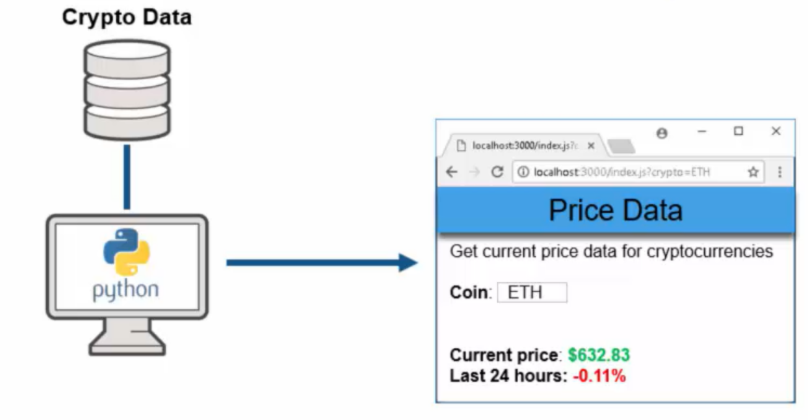 Crypto Data
python
localhost:3000/index.js?c
localhost:3000/index.js?crypto=ETH
Price Data
Get current price data for cryptocurrencies
Coin: ETH
Current price: $632.83
Last 24 hours: -0.11%